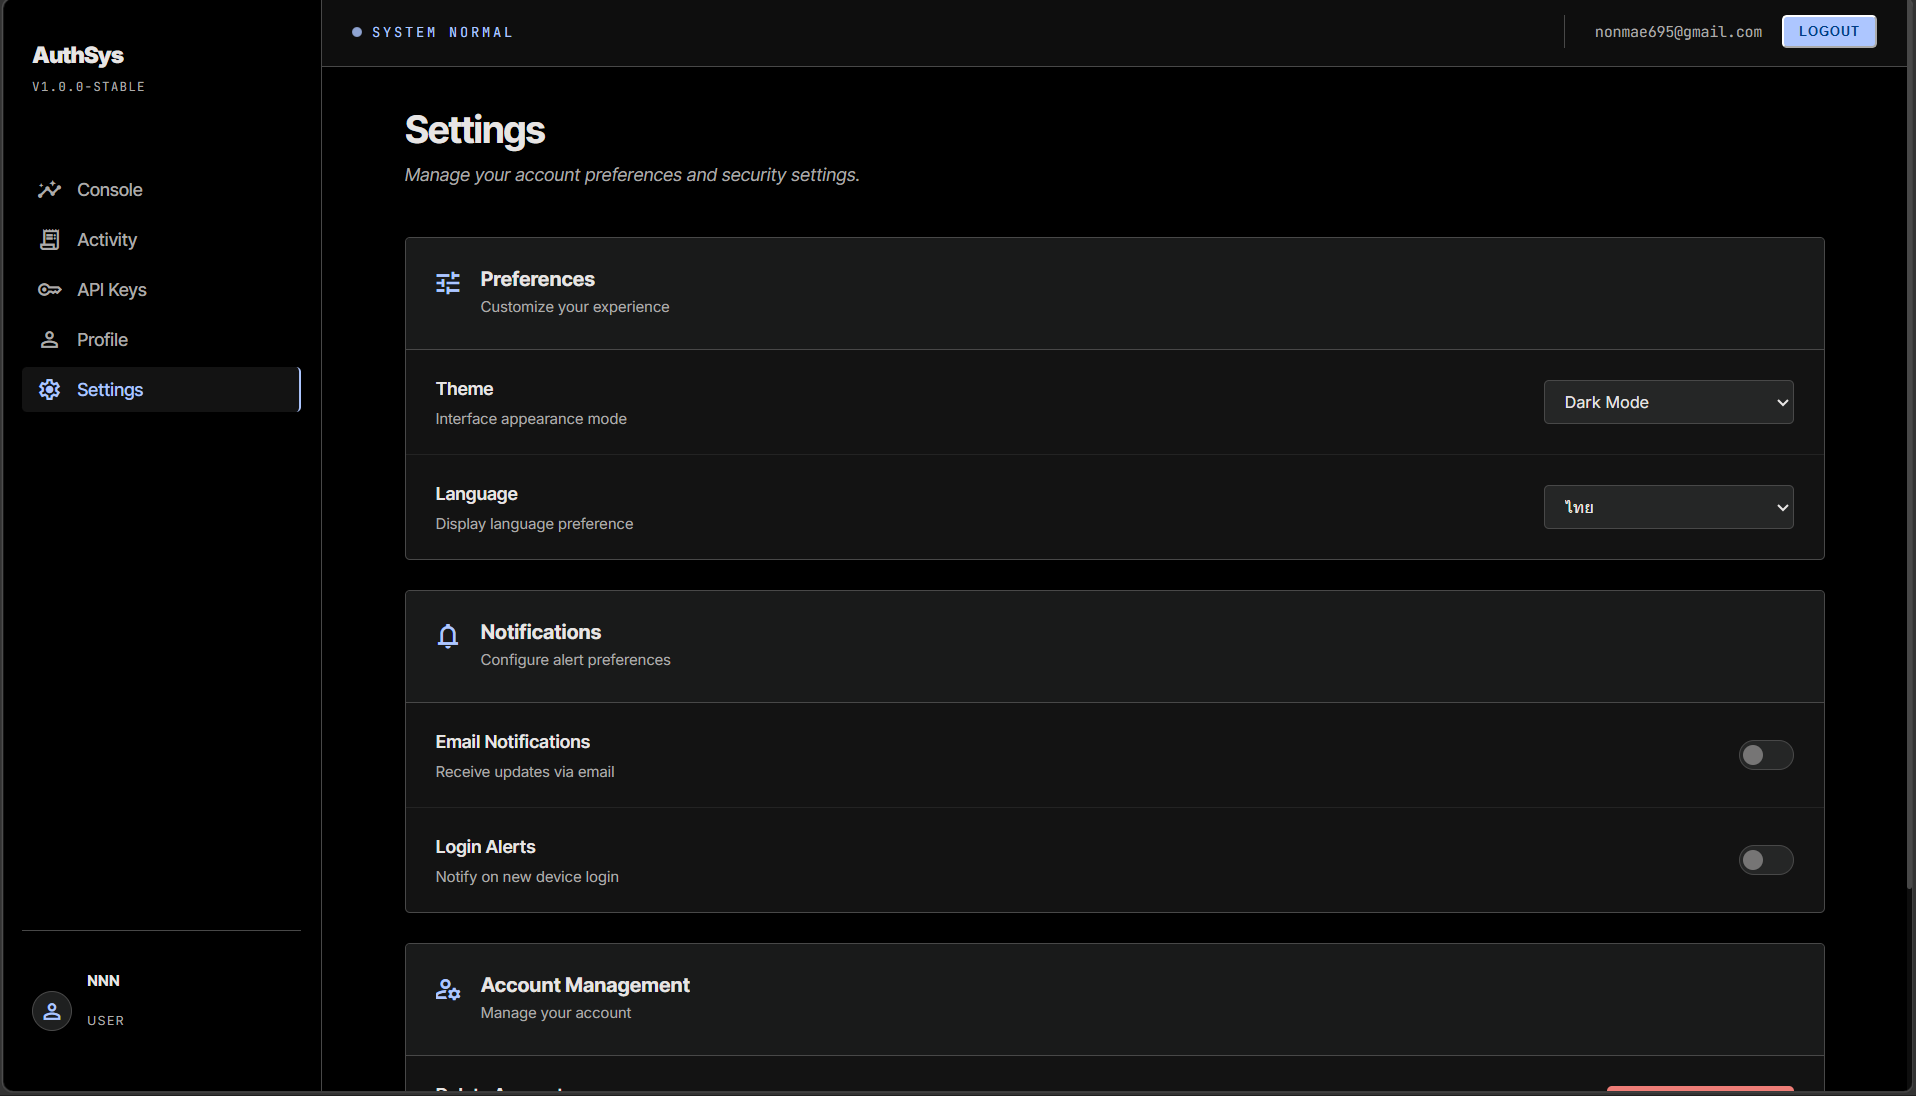 AuthSys
V1.0.0-STABLE
Console
Activity
API Keys
Profile
Settings
NNN
USER
SYSTEM NORMAL
nonmae695@gmail.com
LOGOUT
Settings
Manage your account preferences and security settings.
Preferences
Customize your experience
Theme
Interface appearance mode
Dark Mode
Language
Display language preference
ไทย
Notifications
Configure alert preferences
Email Notifications
Receive updates via email
Login Alerts
Notify on new device login
Account Management
Manage your account